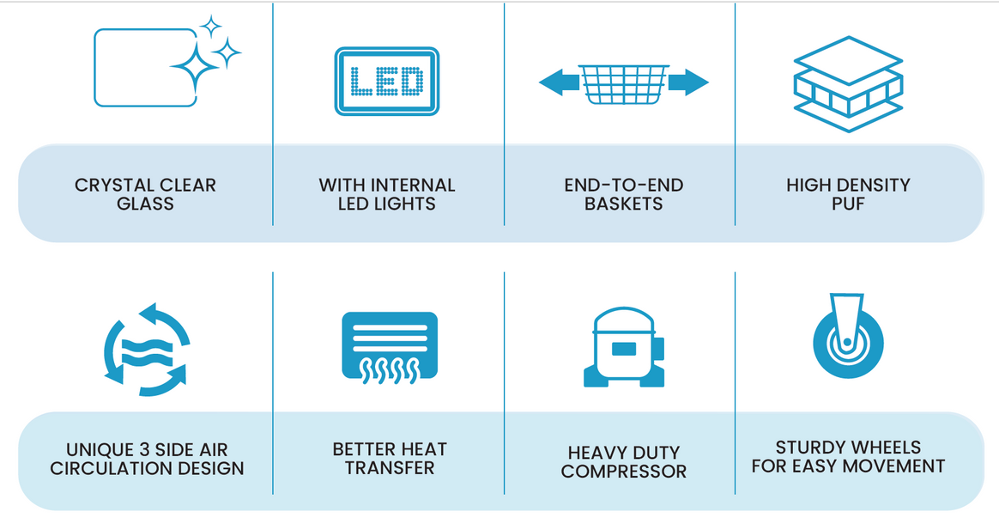 LED
CRYSTAL CLEAR
GLASS
WITH INTERNAL
LED LIGHTS
END-TO-END
BASKETS
HIGH DENSITY
PUF
UNIQUE 3 SIDE AIR
CIRCULATION DESIGN
BETTER HEAT
TRANSFER
HEAVY DUTY
COMPRESSOR
STURDY WHEELS
FOR EASY MOVEMENT